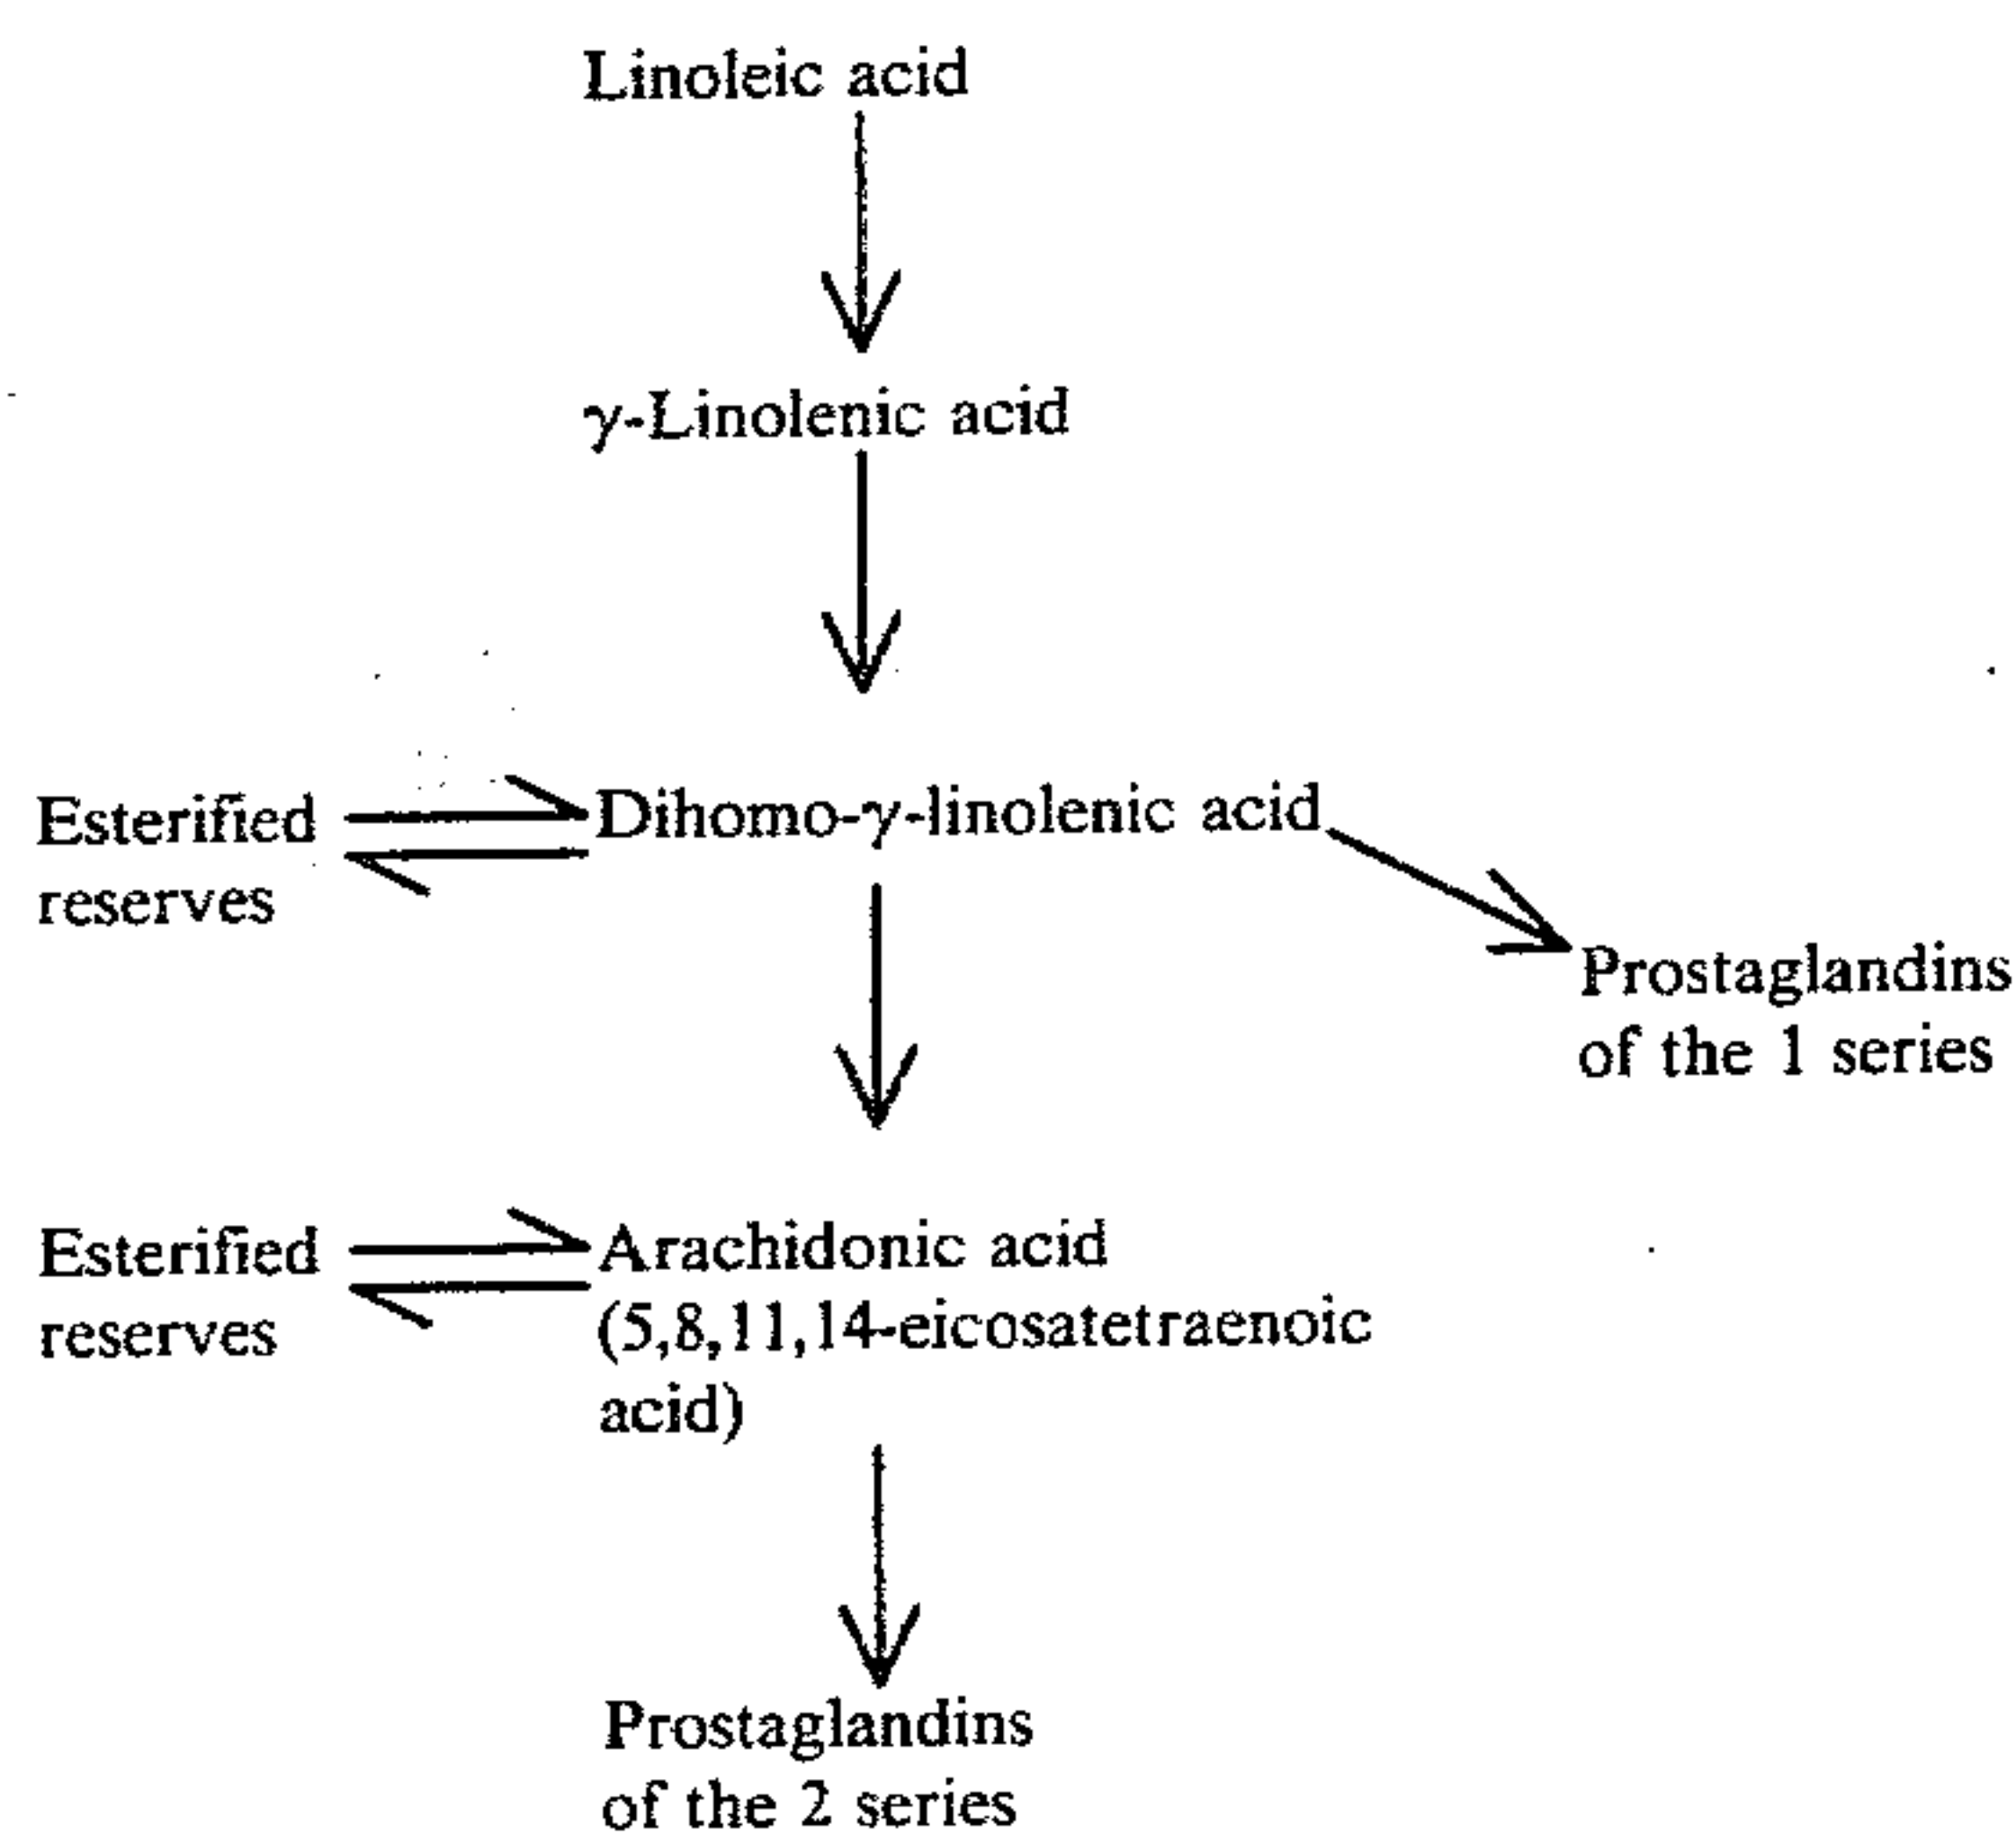 Linoleic acid
γ-Linolenic acid
Esterified
reserves
Dihomo-γ-linolenic acid
Prostaglandins
of the 1 series
Esterified
reserves
Arachidonic acid
(5,8,11,14-eicosatetraenoic
acid)
Prostaglandins
of the 2 series